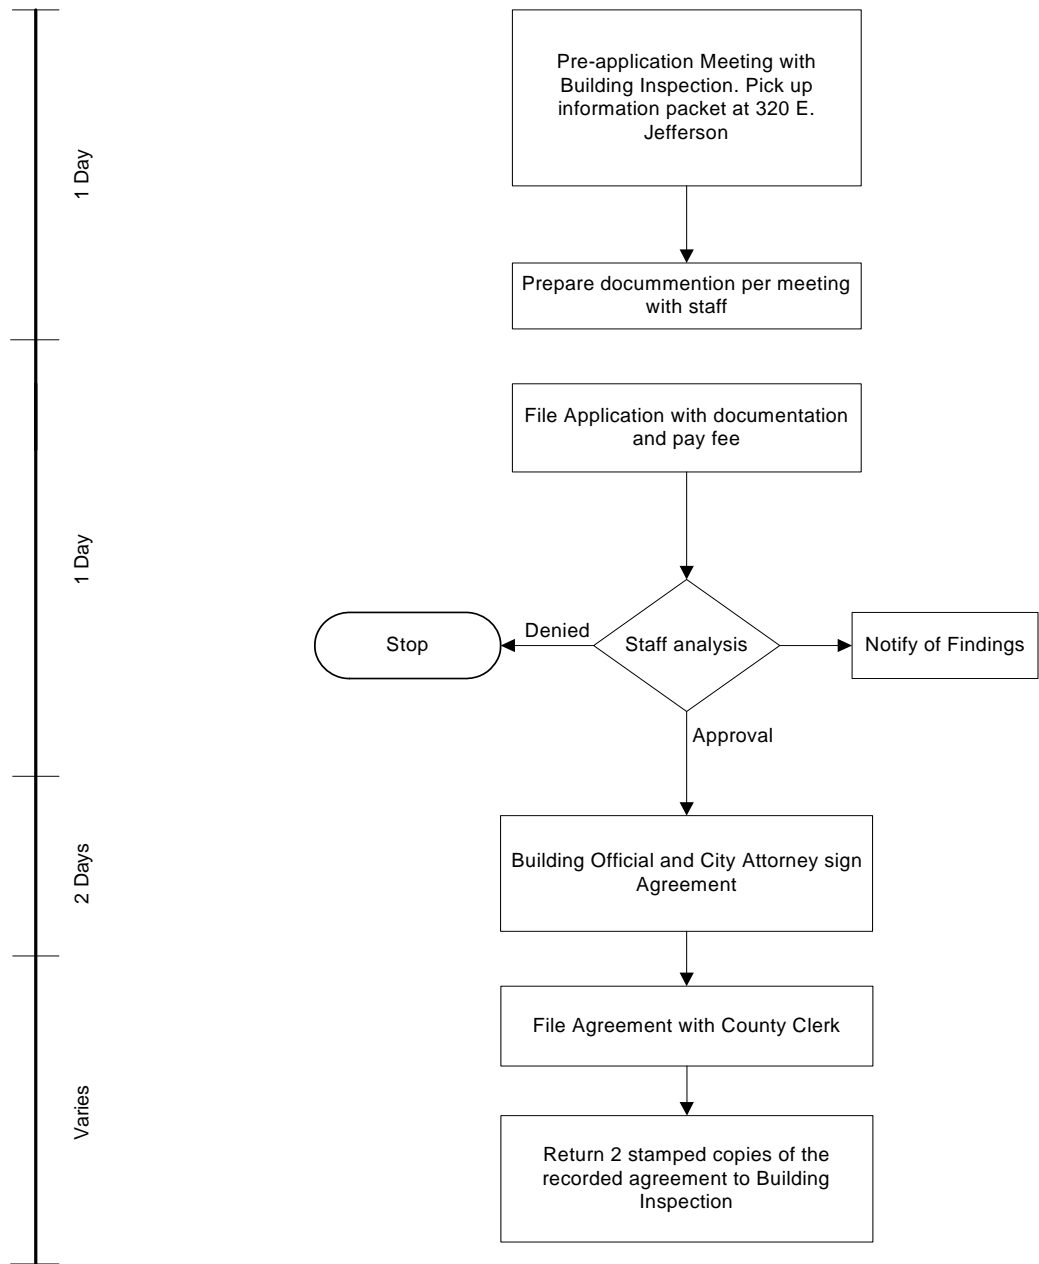 Pre-application Meeting with
Building Inspection. Pick up
information packet at 320 E.
Jefferson
1 Day
Prepare docummention per meeting
with staff
File Application with documentation
and pay fee
1 Day
Stop
Denied
Staff analysis
Notify of Findings
Approval
2 Days
Building Official and City Attorney sign
Agreement
File Agreement with County Clerk
Varies
Return 2 stamped copies of the
recorded agreement to Building
Inspection